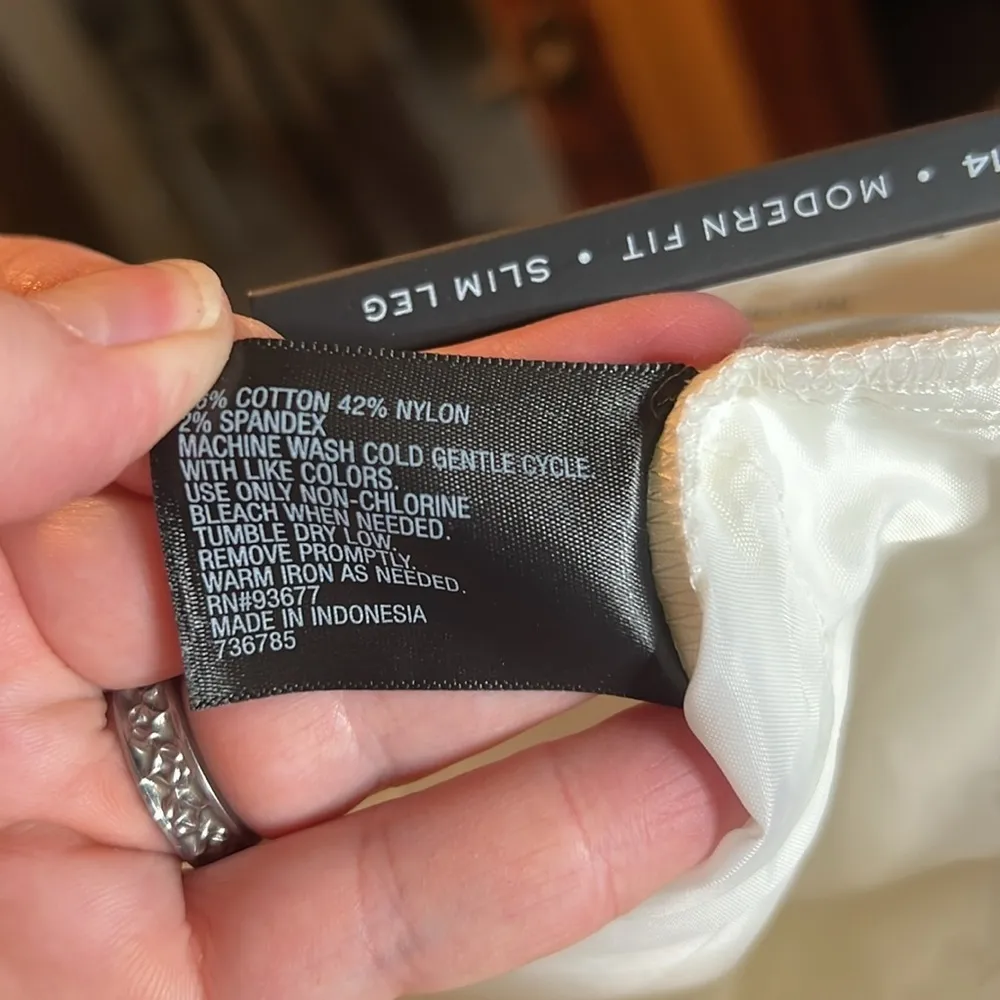 14 • MODERN FIT • SLIM LEG
% COTTON 42% NYLON
2% SPANDEX
MACHINE WASH COLD GENTLE CYCLE
WITH LIKE COLORS.
USE ONLY NON-CHLORINE
BLEACH WHEN NEEDED.
TUMBLE DRY LOW
REMOVE PROMPTLY.
WARM IRON AS NEEDED.
RN#93677
MADE IN INDONESIA
736785